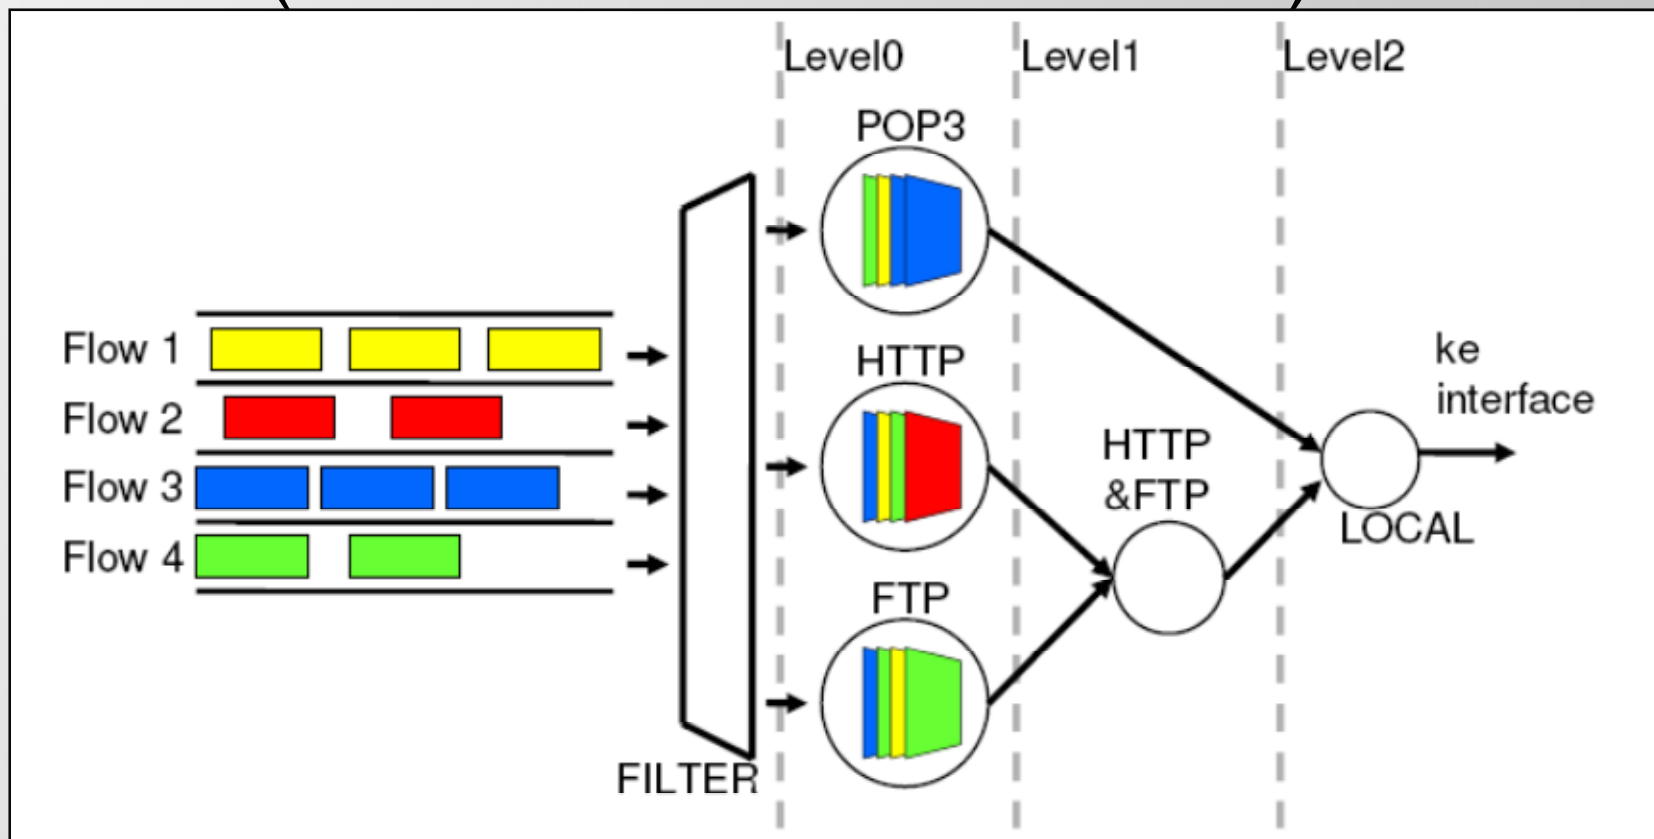 Level0
Level1
Level2
POP3
Flow 1
Flow 2
Flow 3
Flow 4
HTTP
FTP
HTTP
&FTP
ke
interface
LOCAL
FILTER